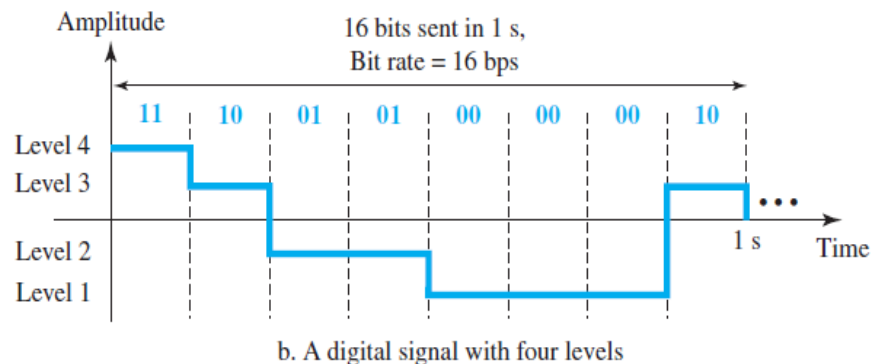 Amplitude
16 bits sent in 1 s,
Bit rate = 16 bps
11 10 01 01 00 00 00 10
Level 4
Level 3
•••
1 s
Time
Level 2
Level 1
b. A digital signal with four levels